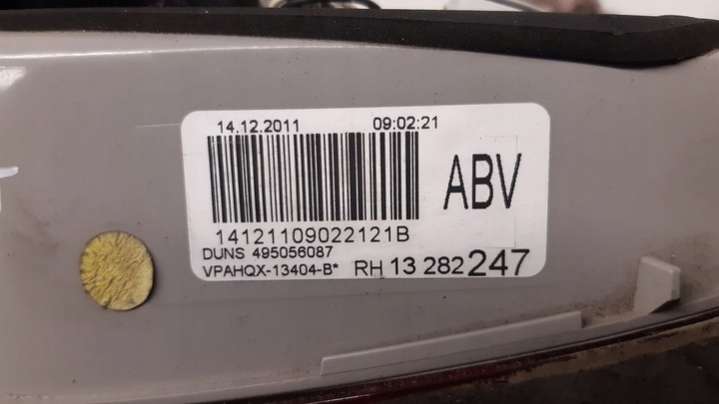 14.12.2011 09:02:21
ABV
14121109022121B
DUNS 495056087
VPAHQX-13404-B* RH 13 282 247